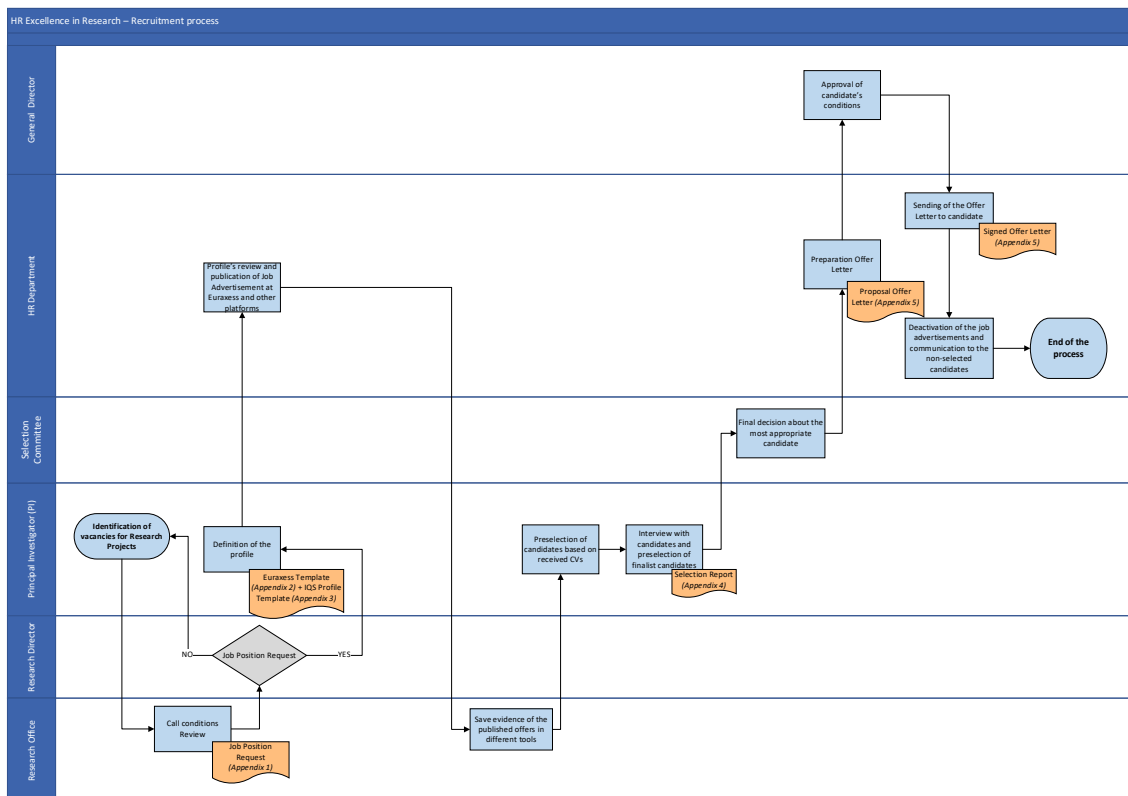 HR Excellence in Research – Recruitment process
General Director
Approval of
candidate's
conditions
HR Department
Sending of the Offer
Letter to candidate
Signed Offer Letter
(Appendix 5)
Profile's review and
publication of Job
Advertisement at
Euraxess and other
platforms
Preparation Offer
Letter
Proposal Offer
Letter (Appendix 5)
Deactivation of the job
advertisements and
communication to the
non-selected
candidates
End of the
process
Selection
Committee
Final decision about the
most appropriate
candidate
Principal Investigator (PI)
Identification of
vacancies for Research
Projects
Definition of the
profile
Euraxess Template
(Appendix 2) + IQS Profile
Template (Appendix 3)
Preselection of
candidates based on
received CVs
Interview with
candidates and
preselection of
finalist candidates
Selection Report
(Appendix 4)
Research Director
NO
Job Position Request
YES
Research Office
Call conditions
Review
Job Position
Request
(Appendix 1)
Save evidence of the
published offers in
different tools